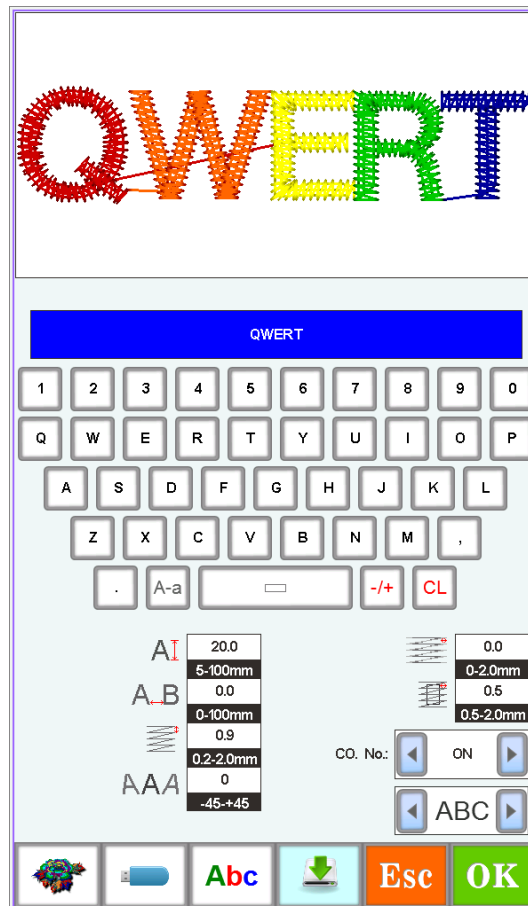 QWERT
QWERT
1 2 3 4 5 6 7 8 9 0
Q W E R T Y U I O P
A S D F G H J K L
Z X C V B N M ,
. A-a -/+ CL
A 20.0
5-100mm
A B 0.0
0-100mm
0.9
0.2-2.0mm
AAA 0
-45-+45
0.0
0-2.0mm
0.5
0.5-2.0mm
CO. No.: ON
ABC
Abc Esc OK